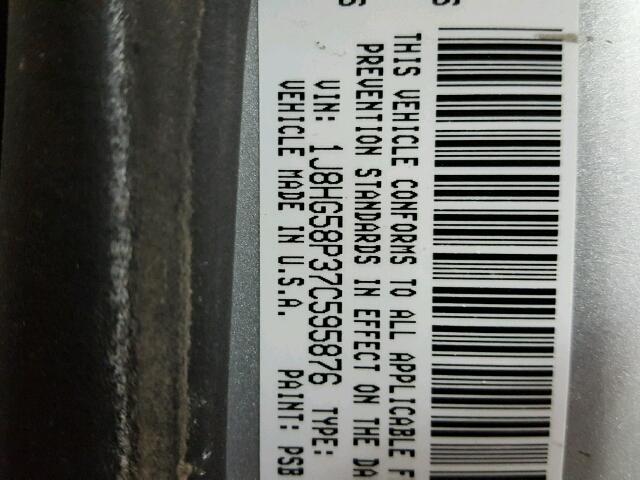 THIS VEHICLE CONFORMS TO ALL APPLICABLE F
PREVENTION STANDARDS IN EFFECT ON THE DA
VIN: 1J8HG58P37C595876 TYPE:
VEHICLE MADE IN U.S.A. PAINT: PSB